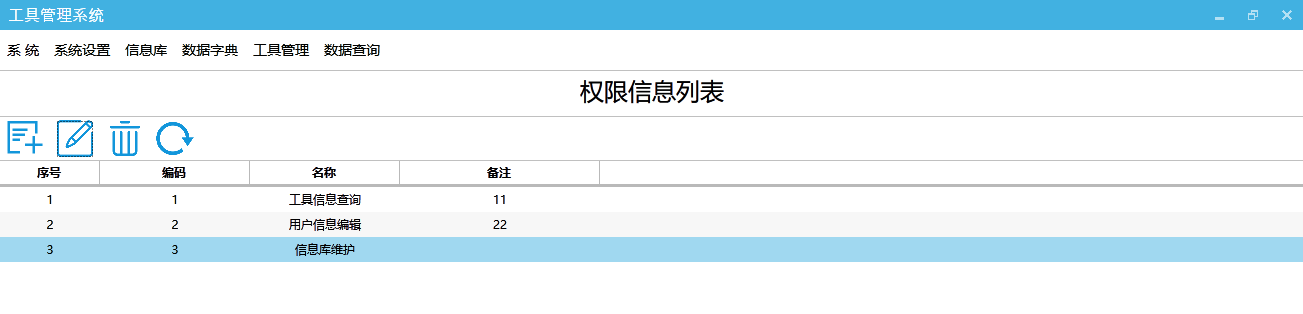 工具管理系统
系 统 系统设置 信息库 数据字典 工具管理 数据查询
权限信息列表
序号 编码 名称 备注
1 1 工具信息查询 11
2 2 用户信息编辑 22
3 3 信息库维护